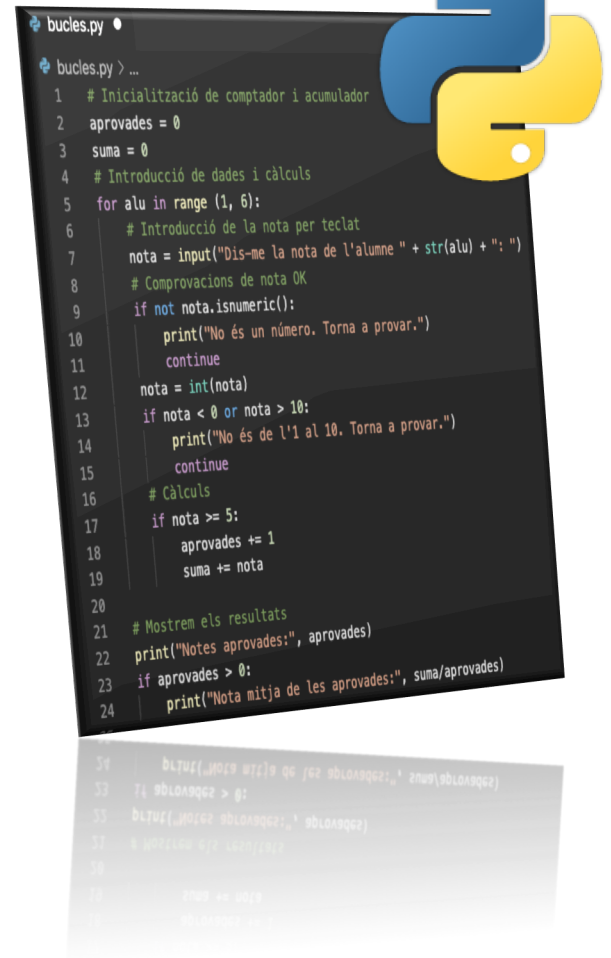 bucles.py
bucles.py > ...
1 # Inicialització de comptador i acumulador
2 aprovades = 0
3 suma = 0
4 # Introducció de dades i càlculs
5 for alu in range (1, 6):
6 # Introducció de la nota per teclat
7 nota = input("Dis-me la nota de l'alumne " + str(alu) + ": ")
8 # Comprovacions de nota OK
9 if not nota.isnumeric():
10 print("No és un número. Torna a provar.")
11 continue
12 nota = int(nota)
13 if nota < 0 or nota > 10:
14 print("No és de l'1 al 10. Torna a provar.")
15 continue
16 # Càlculs
17 if nota >= 5:
18 aprovades += 1
19 suma += nota
20
21 # Mostrem els resultats
22 print("Notes aprovades:", aprovades)
23 if aprovades > 0:
24 print("Nota mitja de les aprovades:", suma/aprovades)